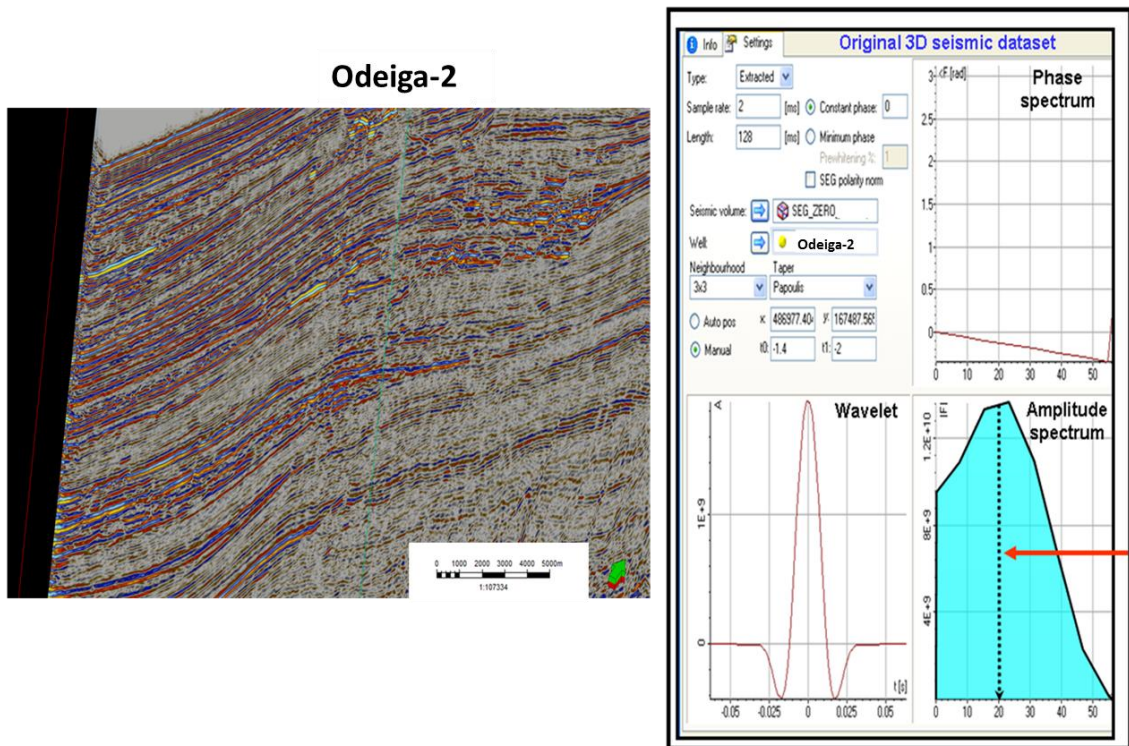 Odeiga-2
0 1000 2000 3000 4000 5000m
1:107334
Info Settings Original 3D seismic dataset
Type: Extracted
Sample rate: 2 [ms] Constant phase: 0
Length: 128 [ms] Minimum phase
Prewhitening %: 1
SEG polarity norm
Seismic volume: SEG_ZERO_
Well: Odeiga-2
Neighbourhood Taper
3x3 Papoulis
Auto pos x: 486977.404 y: 167487.565
Manual t0: -1.4 t1: -2
<F [rad]
Phase spectrum
3
2.5
2
1.5
1
0.5
0
0 10 20 30 40 50
A
Wavelet
1E+9
0
t [s]
-0.05 -0.025 0 0.025 0.05
|F|
Amplitude spectrum
1.2E+10
8E+9
4E+9
0 10 20 30 40 50